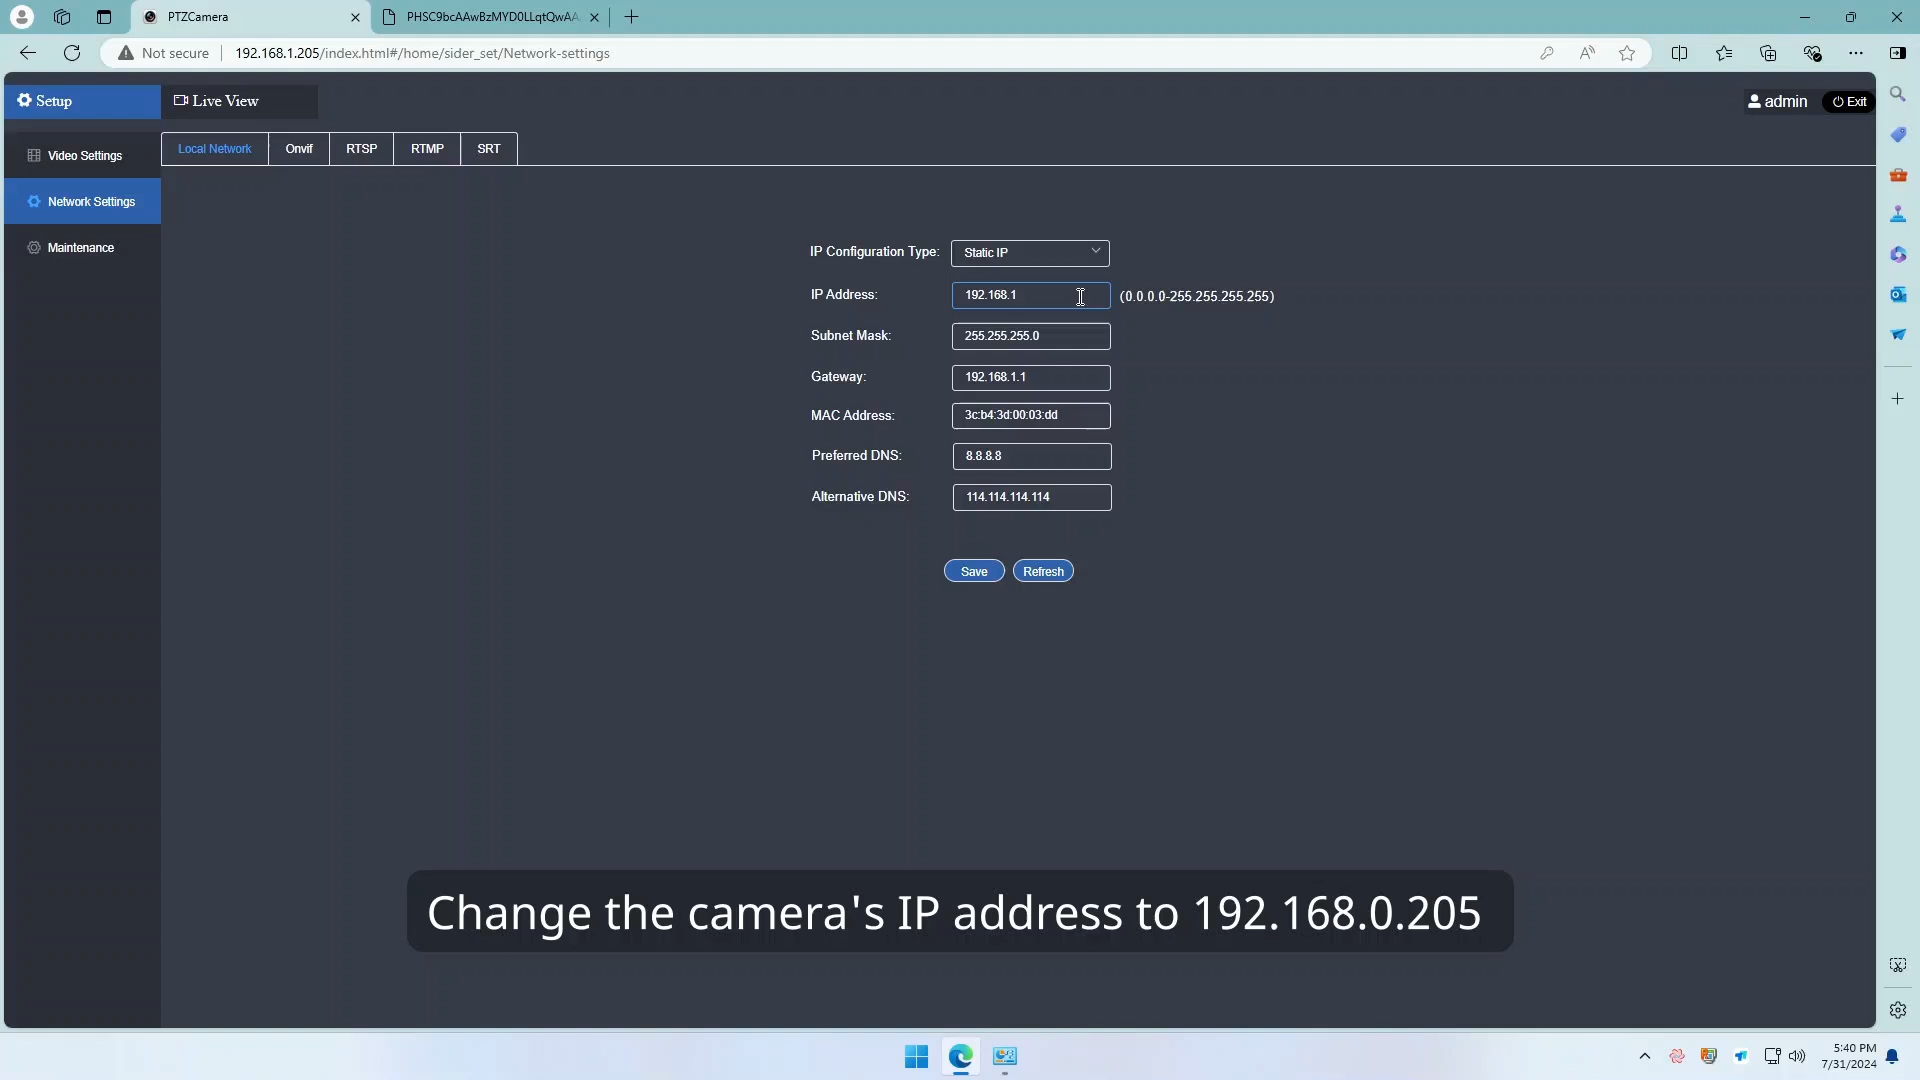 PTZCamera
PHSC9bcAAwBzMYD0LLqtQwAA
Not secure
192.168.1.205/index.html#/home/sider_set/Network-settings
Setup
Live View
admin
Exit
Video Settings
Network Settings
Maintenance
Local Network
Onvif
RTSP
RTMP
SRT
IP Configuration Type: Static IP
IP Address: 192.168.1 (0.0.0.0-255.255.255.255)
Subnet Mask: 255.255.255.0
Gateway: 192.168.1.1
MAC Address: 3c:b4:3d:00:03:dd
Preferred DNS: 8.8.8.8
Alternative DNS: 114.114.114.114
Save
Refresh
Change the camera's IP address to 192.168.0.205
5:40 PM
7/31/2024